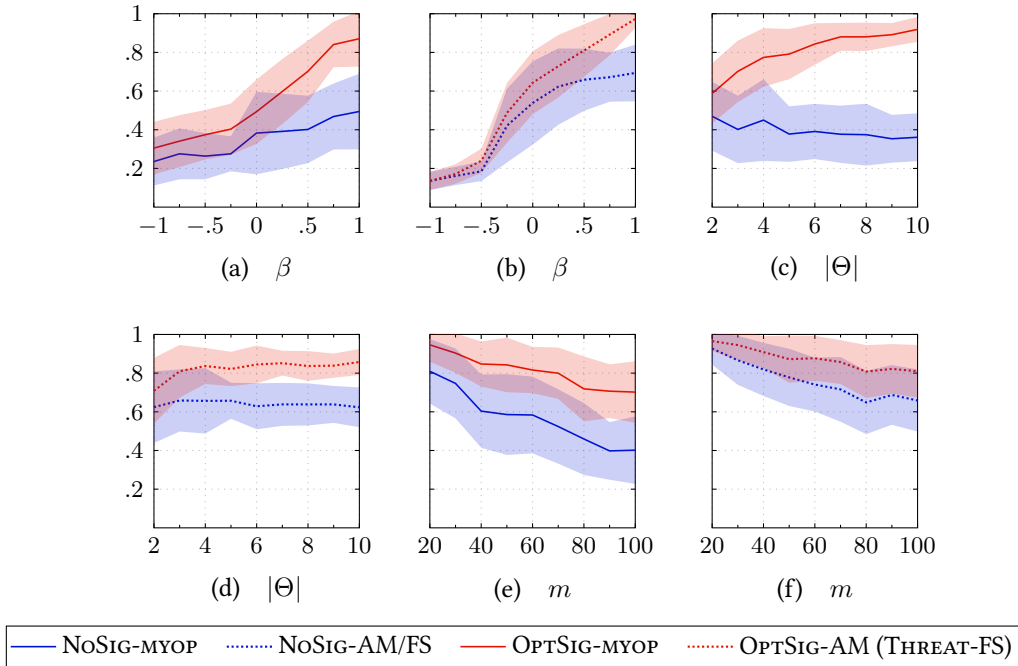 1
.8
.6
.4
.2
−1 −.5 0 .5 1
(a) β
1
.8
.6
.4
.2
−1 −.5 0 .5 1
(b) β
1
.8
.6
.4
.2
2 4 6 8 10
(c) |Θ|
1
.8
.6
.4
.2
2 4 6 8 10
(d) |Θ|
1
.8
.6
.4
.2
20 40 60 80 100
(e) m
1
.8
.6
.4
.2
20 40 60 80 100
(f) m
NoSig-myop NoSig-AM/FS OptSig-myop OptSig-AM (Threat-FS)